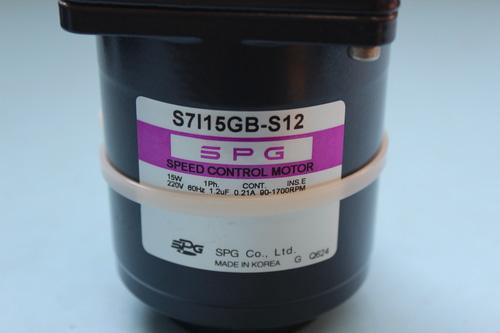 S7I15GB-S12
SPG
SPEED CONTROL MOTOR
15W 1Ph. CONT. INS.E
220V 60Hz 1.2uF 0.21A 90-1700RPM
SPG SPG Co., Ltd.
MADE IN KOREA G Q624